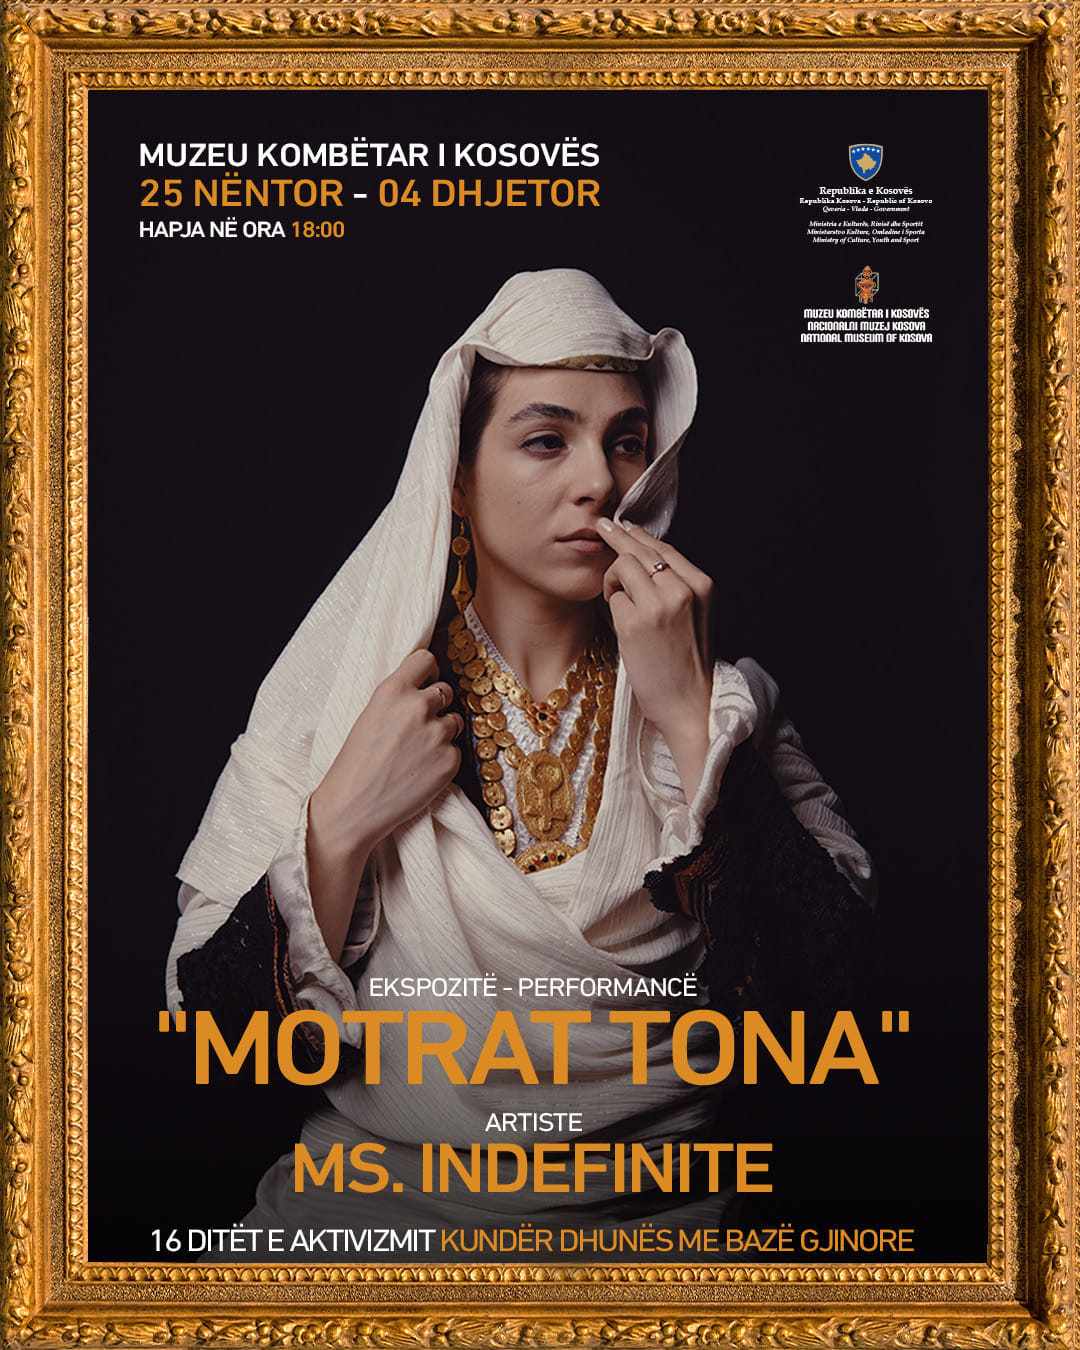 MUZEU KOMBËTAR I KOSOVËS
25 NËNTOR - 04 DHJETOR
HAPJA NË ORA 18:00
Republika e Kosovës
Republika Kosova - Republic of Kosovo
Qeveria - Vlada - Government
Ministria e Kulturës, Rinisë dhe Sportit
Ministarstvo Kulture, Omladine i Sporta
Ministry of Culture, Youth and Sport
MUZEU KOMBËTAR I KOSOVËS
NACIONALNI MUZEJ KOSOVA
NATIONAL MUSEUM OF KOSOVA
EKSPOZITË - PERFORMANCË
"MOTRAT TONA"
ARTISTE
MS. INDEFINITE
16 DITËT E AKTIVIZMIT KUNDËR DHUNËS ME BAZË GJINORE